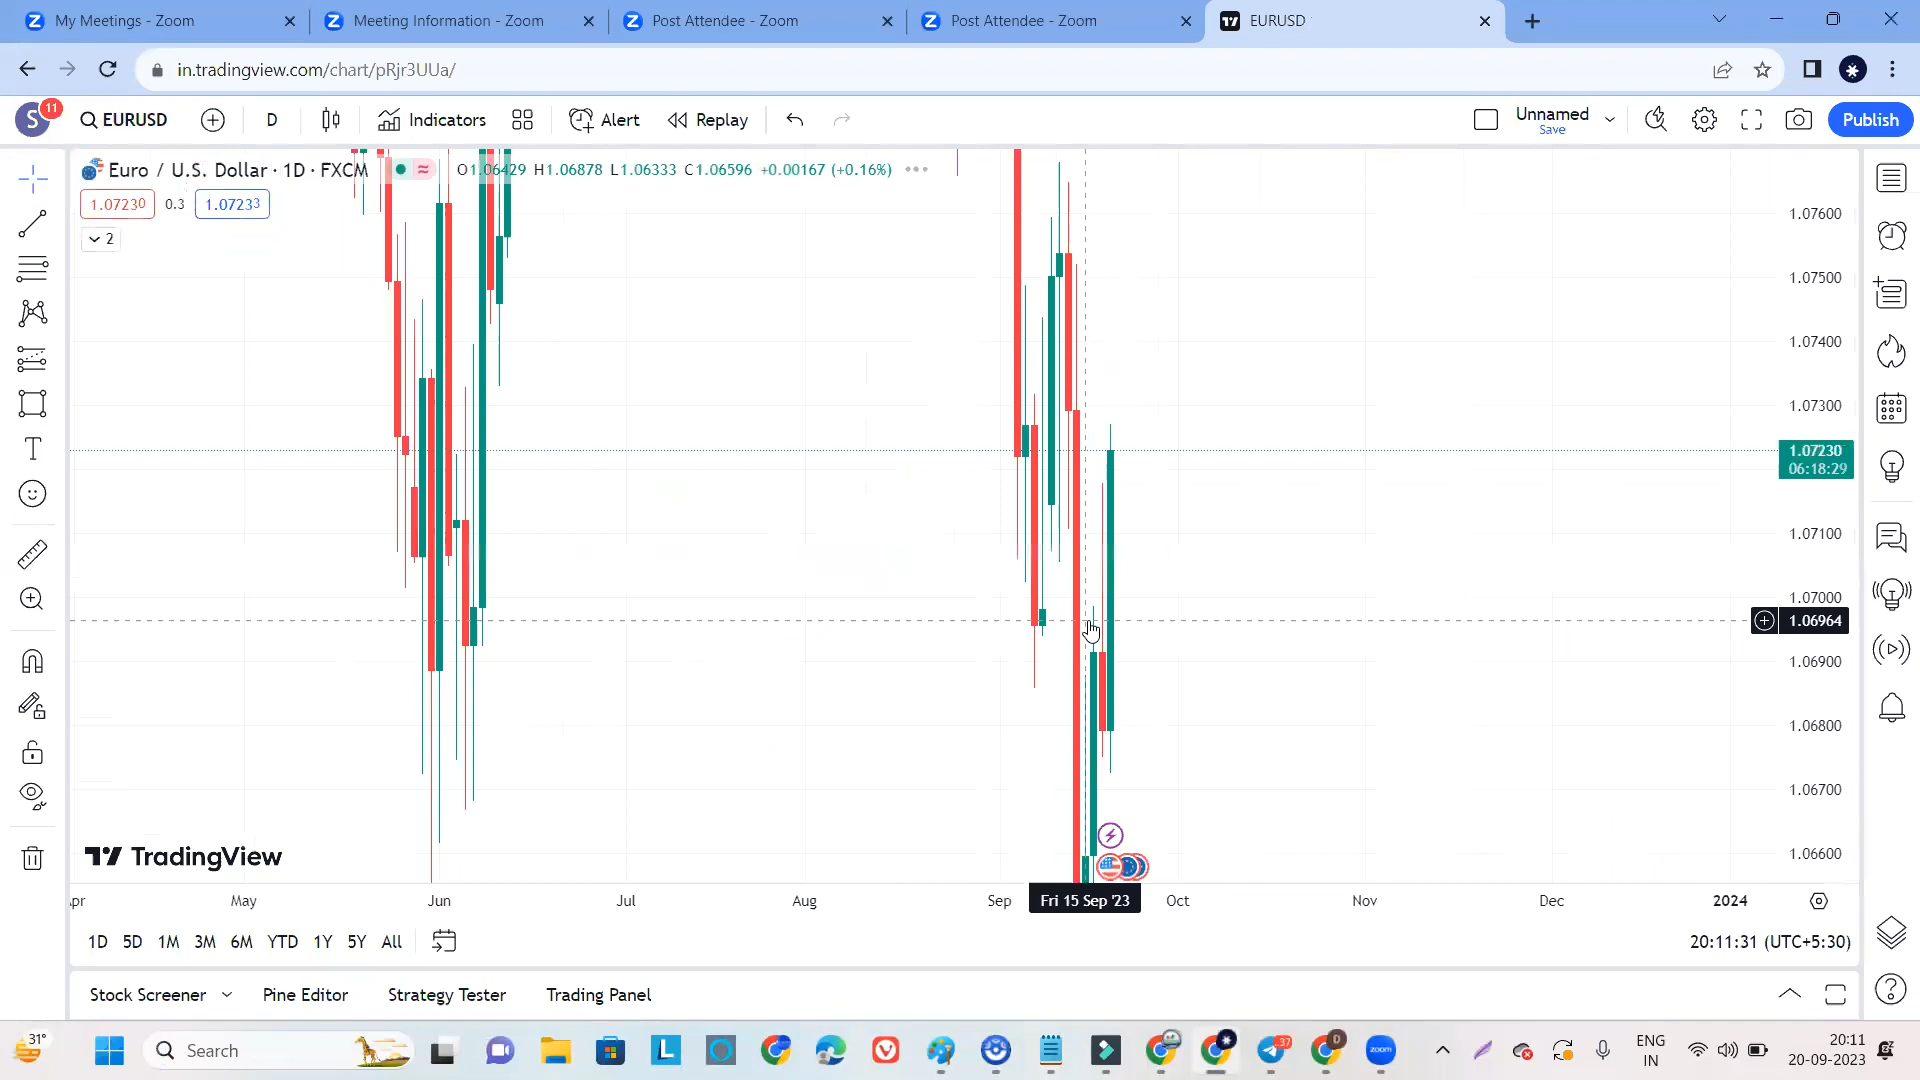 My Meetings - Zoom
Meeting Information - Zoom
Post Attendee - Zoom
Post Attendee - Zoom
EURUSD
in.tradingview.com/chart/pRjr3UUa/
S
11
EURUSD
D
Indicators
Alert
Replay
Unnamed
Save
Publish
Euro / U.S. Dollar · 1D · FXCM
O1.06429 H1.06878 L1.06333 C1.06596 +0.00167 (+0.16%)
1.07230
0.3
1.07233
2
1.07600
1.07500
1.07400
1.07300
1.07230
06:18:29
1.07100
1.07000
1.06964
1.06900
1.06800
1.06700
1.06600
TradingView
pr
May
Jun
Jul
Aug
Sep
Fri 15 Sep '23
Oct
Nov
Dec
2024
1D 5D 1M 3M 6M YTD 1Y 5Y All
20:11:31 (UTC+5:30)
Stock Screener
Pine Editor
Strategy Tester
Trading Panel
31°
Search
L
37
D
zoom
ENG
IN
20:11
20-09-2023